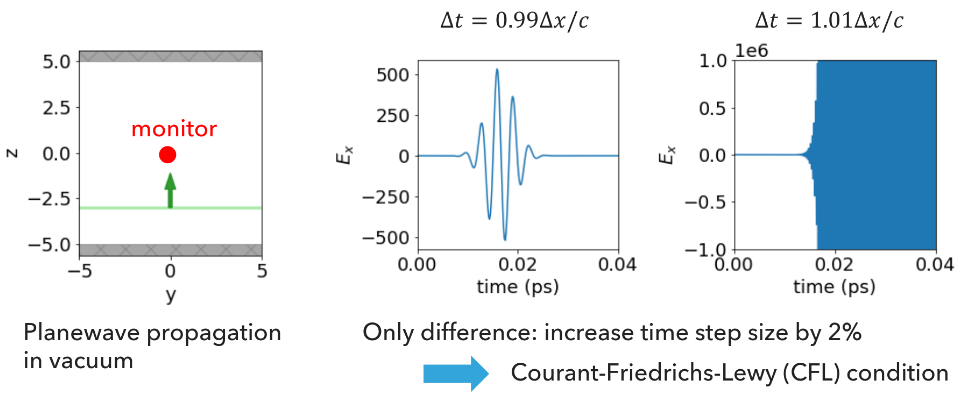 Δt = 0.99Δx/c
Δt = 1.01Δx/c
1e6
5.0
2.5
0.0
−2.5
−5.0
z
monitor
−5
0
5
y
500
250
0
−250
−500
E_x
0.00
0.02
0.04
time (ps)
1.0
0.5
0.0
−0.5
−1.0
E_x
0.00
0.02
0.04
time (ps)
Planewave propagation
in vacuum
Only difference: increase time step size by 2%
Courant-Friedrichs-Lewy (CFL) condition